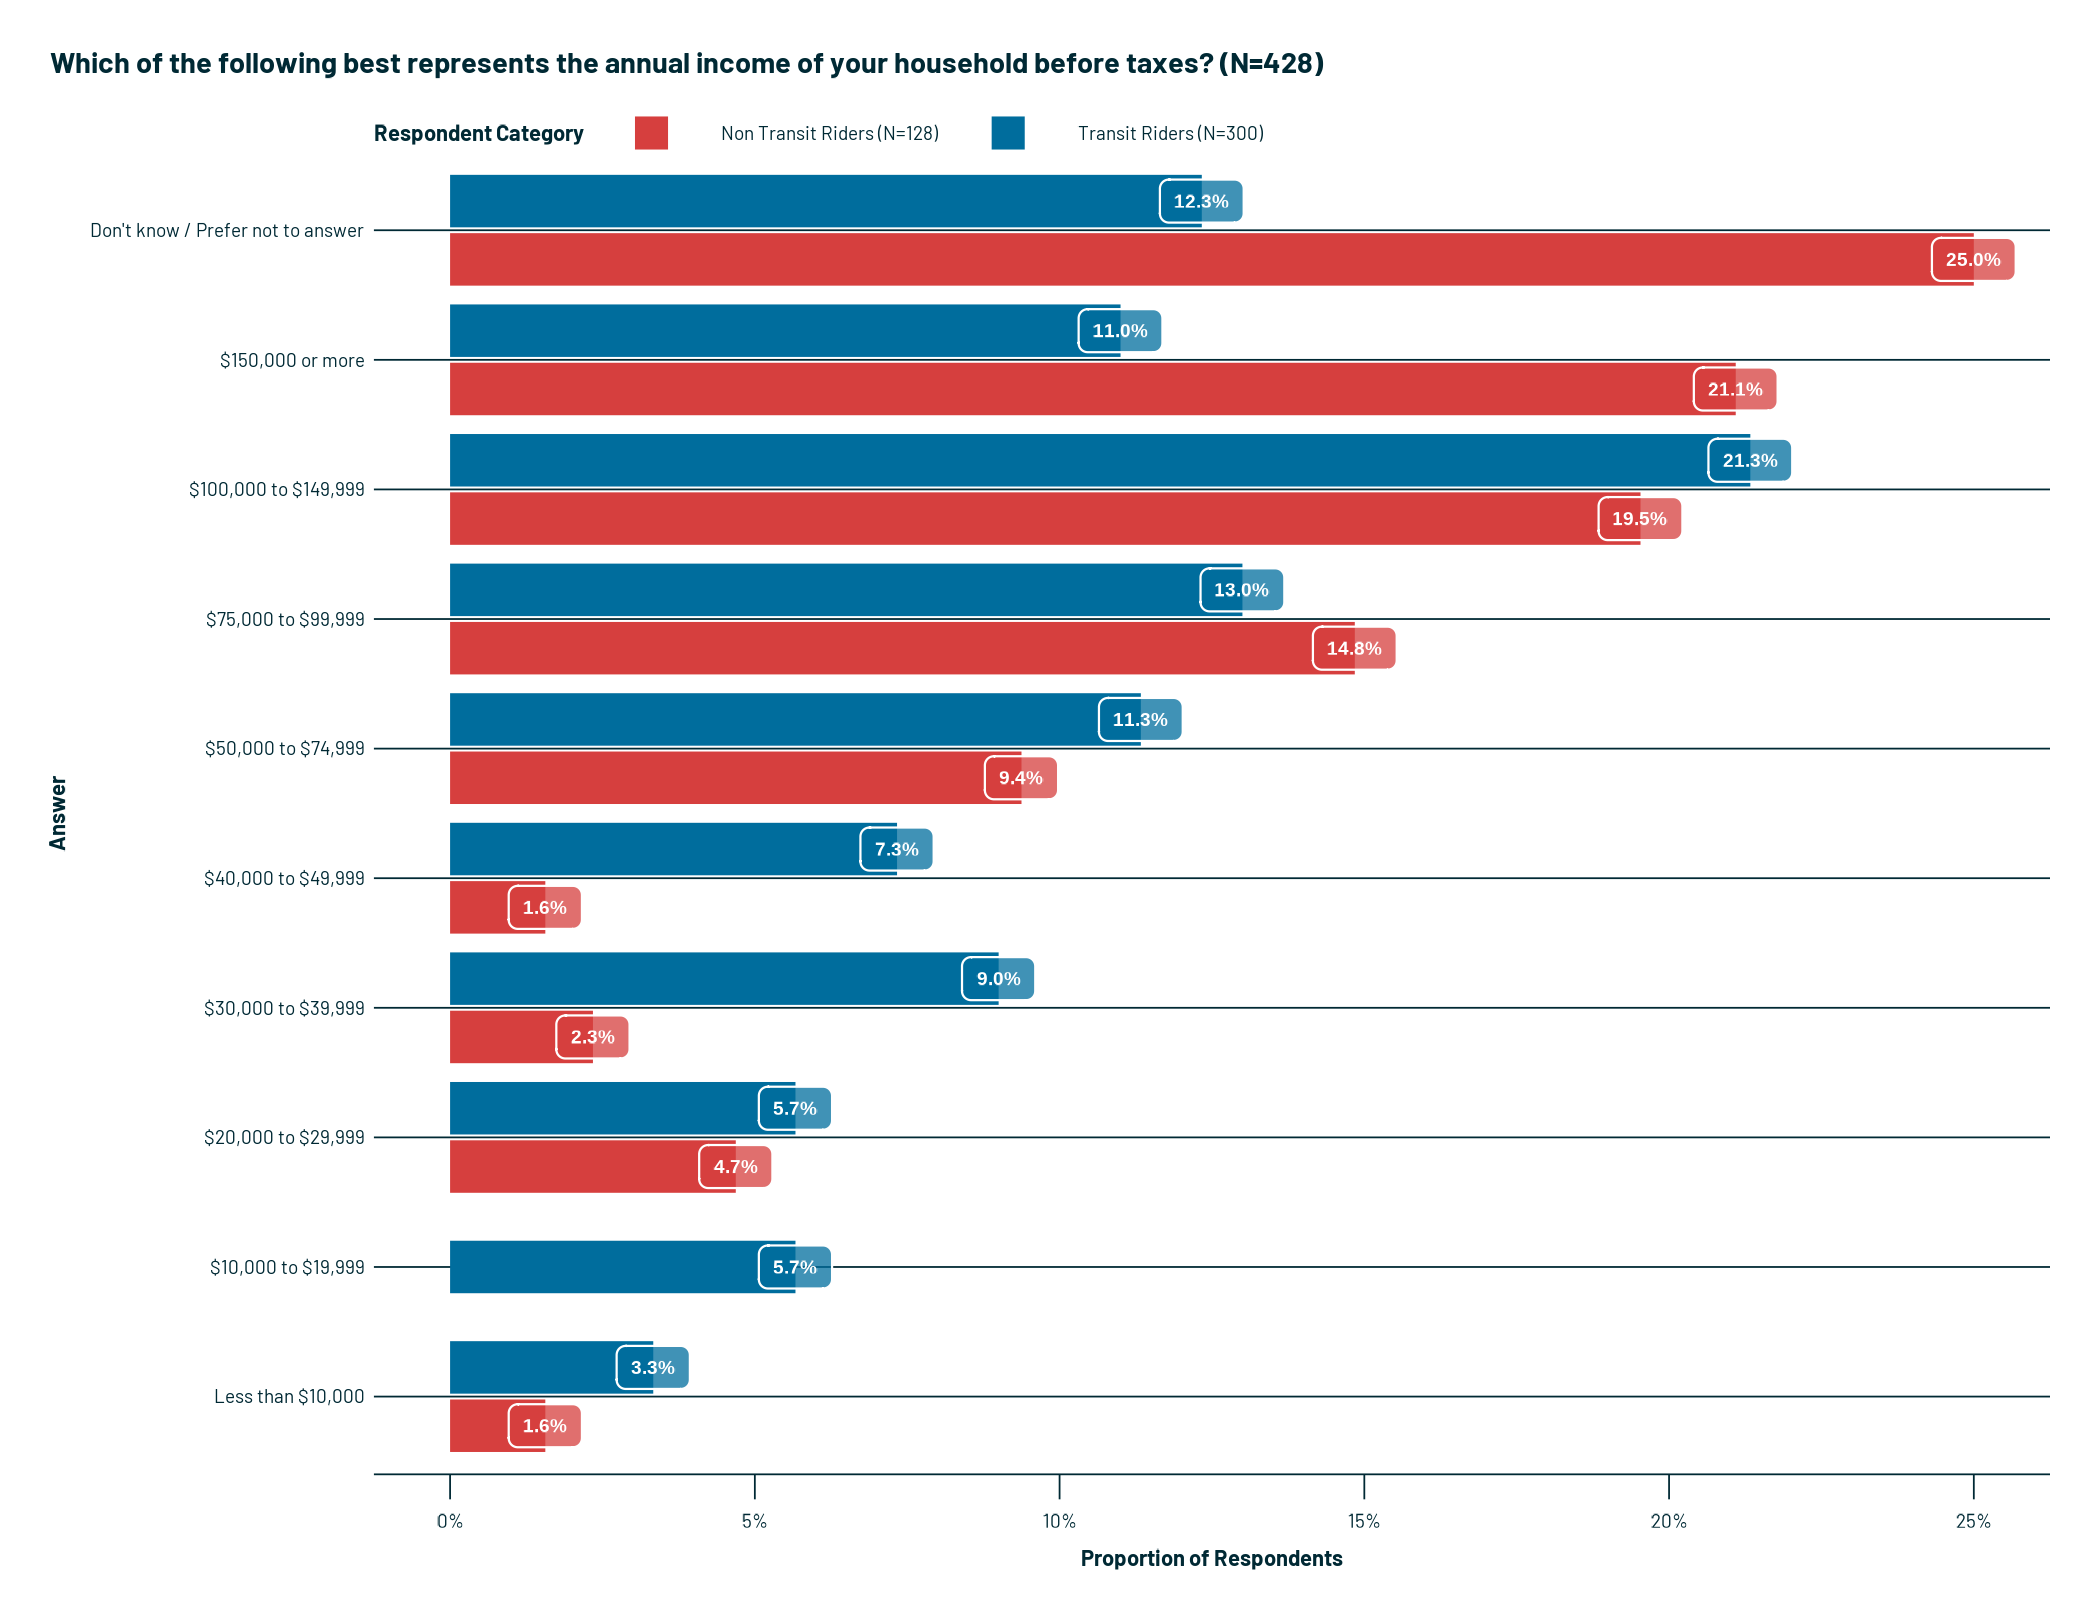 Which of the following best represents the annual income of your household before taxes? (N=428)
Respondent Category Non Transit Riders (N=128) Transit Riders (N=300)
12.3%
Don't know / Prefer not to answer
25.0%
11.0%
$150,000 or more
21.1%
21.3%
$100,000 to $149,999
19.5%
13.0%
$75,000 to $99,999
14.8%
11.3%
$50,000 to $74,999
9.4%
7.3%
$40,000 to $49,999
1.6%
9.0%
$30,000 to $39,999
2.3%
5.7%
$20,000 to $29,999
4.7%
$10,000 to $19,999 5.7%
3.3%
Less than $10,000
1.6%
Answer
0% 5% 10% 15% 20% 25%
Proportion of Respondents